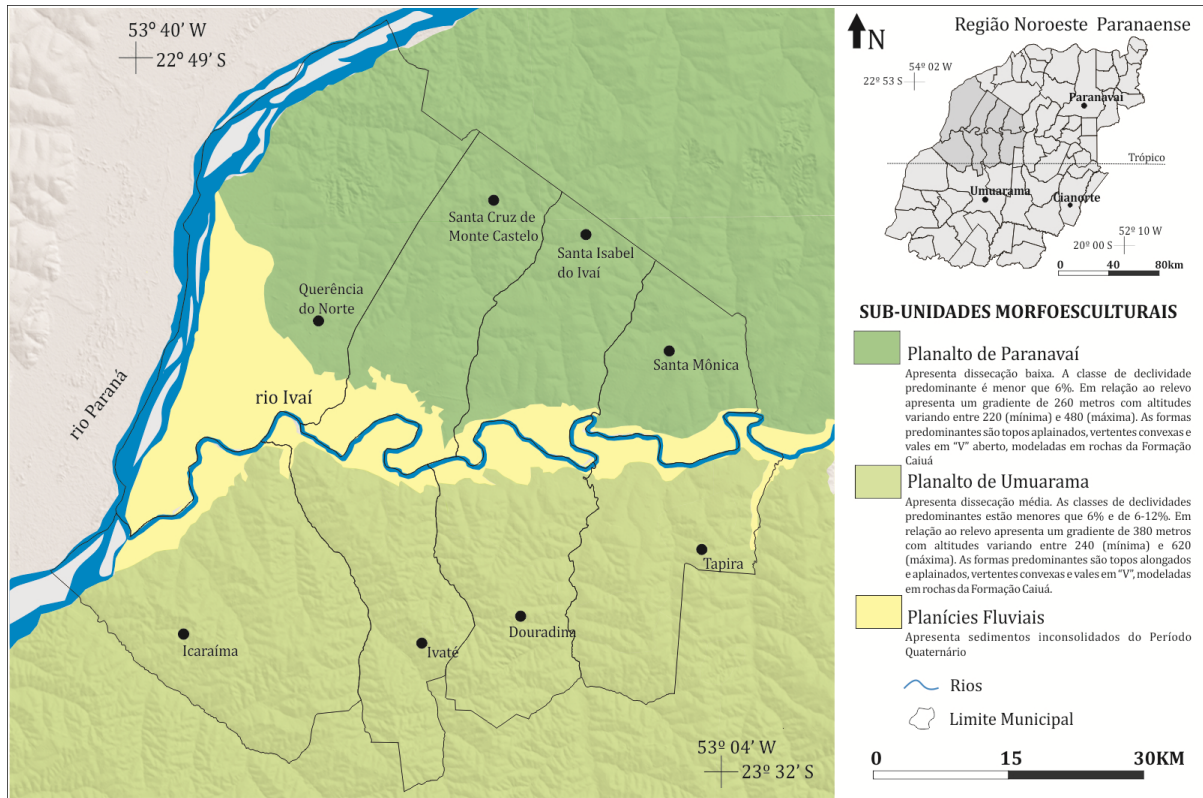 53º 40' W
22º 49' S
Santa Cruz de
Monte Castelo
Santa Isabel
do Ivaí
Querência
do Norte
Santa Mônica
rio Ivaí
rio Paraná
Tapira
Douradina
Ivaté
Icaraíma
53º 04' W
23º 32' S
N
Região Noroeste Paranaense
54º 02 W
22º 53 S
Paranavaí
Trópico
Umuarama
Cianorte
52º 10 W
20º 00 S
0 40 80km
SUB-UNIDADES MORFOESCULTURAIS
Planalto de Paranavaí
Apresenta dissecação baixa. A classe de declividade
predominante é menor que 6%. Em relação ao relevo
apresenta um gradiente de 260 metros com altitudes
variando entre 220 (mínima) e 480 (máxima). As formas
predominantes são topos aplainados, vertentes convexas e
vales em "V" aberto, modeladas em rochas da Formação
Caiuá
Planalto de Umuarama
Apresenta dissecação média. As classes de declividades
predominantes estão menores que 6% e de 6-12%. Em
relação ao relevo apresenta um gradiente de 380 metros
com altitudes variando entre 240 (mínima) e 620
(máxima). As formas predominantes são topos alongados
e aplainados, vertentes convexas e vales em "V", modeladas
em rochas da Formação Caiuá.
Planícies Fluviais
Apresenta sedimentos inconsolidados do Período
Quaternário
Rios
Limite Municipal
0 15 30KM